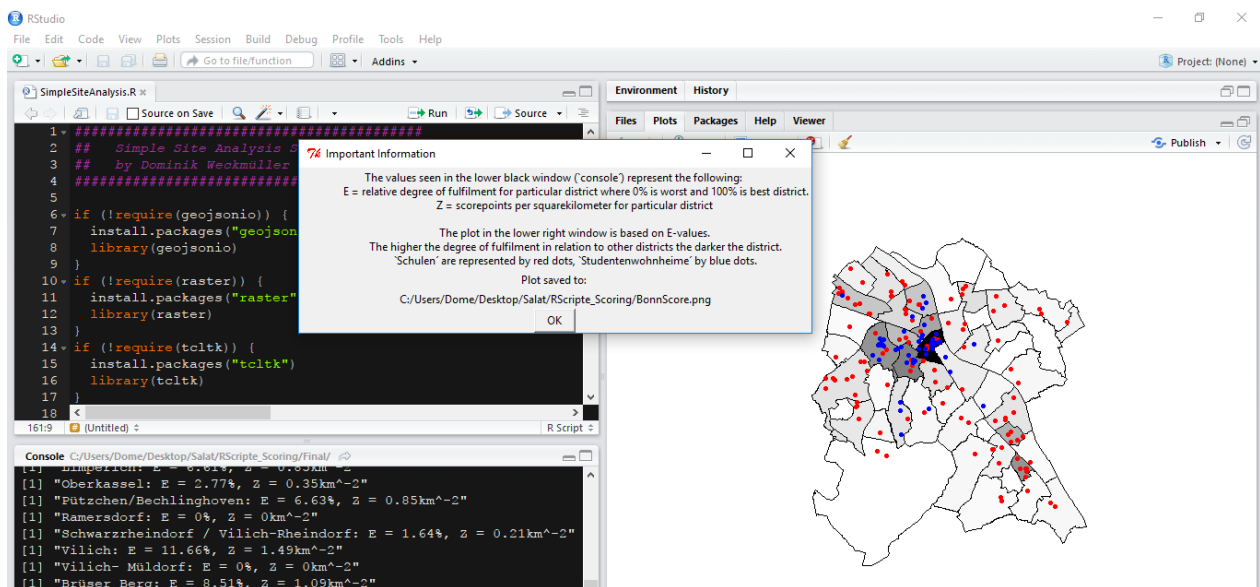 RStudio
File Edit Code View Plots Session Build Debug Profile Tools Help
Go to file/function
Addins
Project: (None)
SimpleSiteAnalysis.R
Source on Save
Run
Source
1 ##########################################
2 ## Simple Site Analysis S
3 ## by Dominik Weckmüller
4 ###########################
5
6 if (!require(geojsonio)) {
7 install.packages("geojson
8 library(geojsonio)
9 }
10 if (!require(raster)) {
11 install.packages("raster"
12 library(raster)
13 }
14 if (!require(tcltk)) {
15 install.packages("tcltk")
16 library(tcltk)
17 }
18
161:9 (Untitled) R Script
Console C:/Users/Dome/Desktop/Salat/RScripte_Scoring/Final/
[1] "Limperich: E = 6.61%, Z = 0.85km^-2"
[1] "Oberkassel: E = 2.77%, Z = 0.35km^-2"
[1] "Pützchen/Bechlinghoven: E = 6.63%, Z = 0.85km^-2"
[1] "Ramersdorf: E = 0%, Z = 0km^-2"
[1] "Schwarzrheindorf / Vilich-Rheindorf: E = 1.64%, Z = 0.21km^-2"
[1] "Vilich: E = 11.66%, Z = 1.49km^-2"
[1] "Vilich- Müldorf: E = 0%, Z = 0km^-2"
[1] "Brüser Berg: E = 8.51%, Z = 1.09km^-2"
Environment History
Files Plots Packages Help Viewer
Publish
Important Information
The values seen in the lower black window (`console´) represent the following:
E = relative degree of fulfilment for particular district where 0% is worst and 100% is best district.
Z = scorepoints per squarekilometer for particular district
The plot in the lower right window is based on E-values.
The higher the degree of fulfilment in relation to other districts the darker the district.
`Schulen´ are represented by red dots, `Studentenwohnheime´ by blue dots.
Plot saved to:
C:/Users/Dome/Desktop/Salat/RScripte_Scoring/BonnScore.png
OK